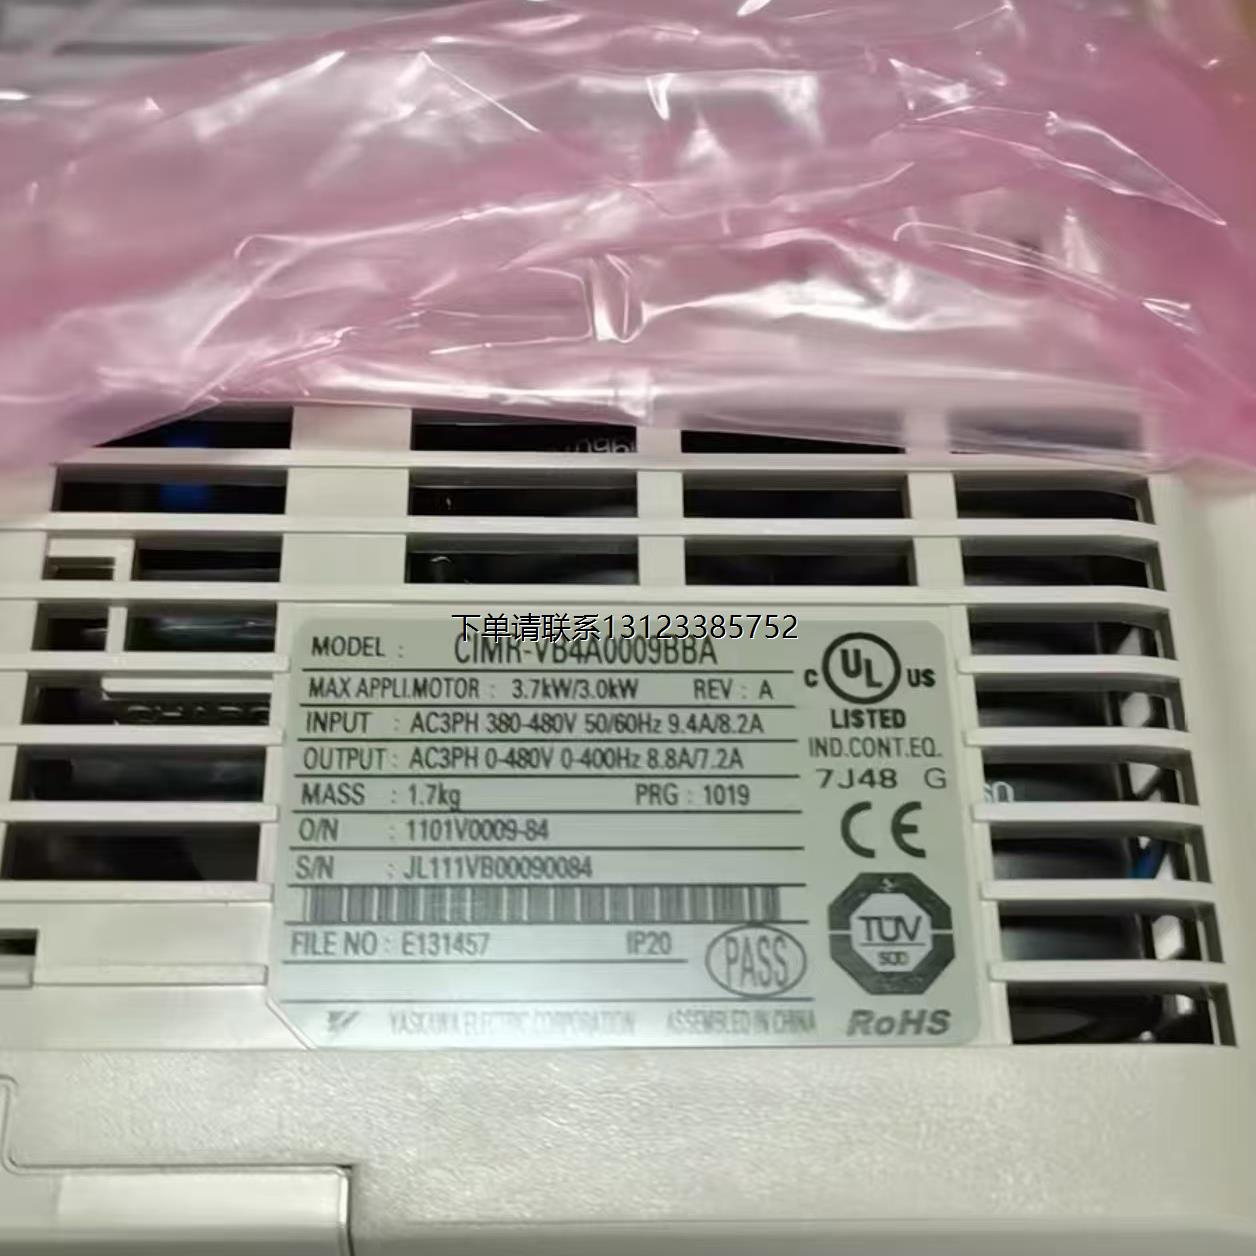 下单请联系13123385752
MODEL : CIMR-VB4A0009BBA
MAX APPLI.MOTOR : 3.7kW/3.0kW REV : A
INPUT : AC3PH 380-480V 50/60Hz 9.4A/8.2A
OUTPUT : AC3PH 0-480V 0-400Hz 8.8A/7.2A
MASS : 1.7kg PRG : 1019
O/N : 1101V0009-84
S/N : JL111VB00090084
FILE NO : E131457 IP20
PASS
YASKAWA ELECTRIC CORPORATION ASSEMBLED IN CHINA
C UL US
LISTED
IND.CONT.EQ.
7J48 G
CE
TÜV
RoHS